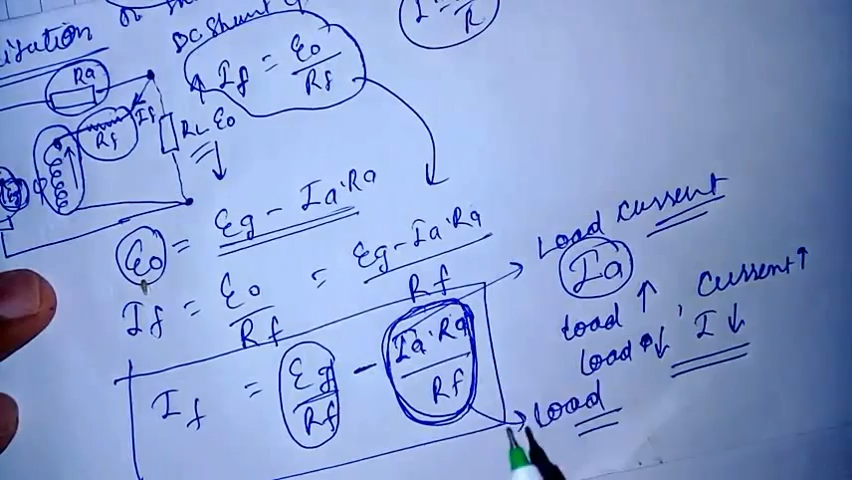 DC Shunt
I = / R
If = Eo / Rf
Ra
If
Rf
RL Eo
Eo = Eg - Ia·Ra
If = Eo / Rf = Eg - Ia·Ra / Rf
If = Eg / Rf - Ia·Ra / Rf
Load current
Ia
Load ↑, Current ↑
Load ↓, I ↓
Load